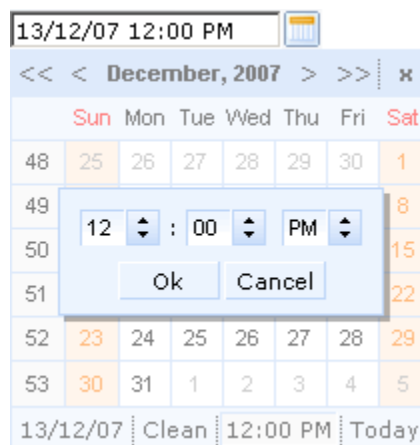 13/12/07 12:00 PM
<< < December, 2007 > >> x
Sun Mon Tue Wed Thu Fri Sat
48 25 26 27 28 29 30 1
49 8
12 : 00 PM
50 15
Ok Cancel
51 22
52 23 24 25 26 27 28 29
53 30 31 1 2 3 4 5
13/12/07 Clean 12:00 PM Today